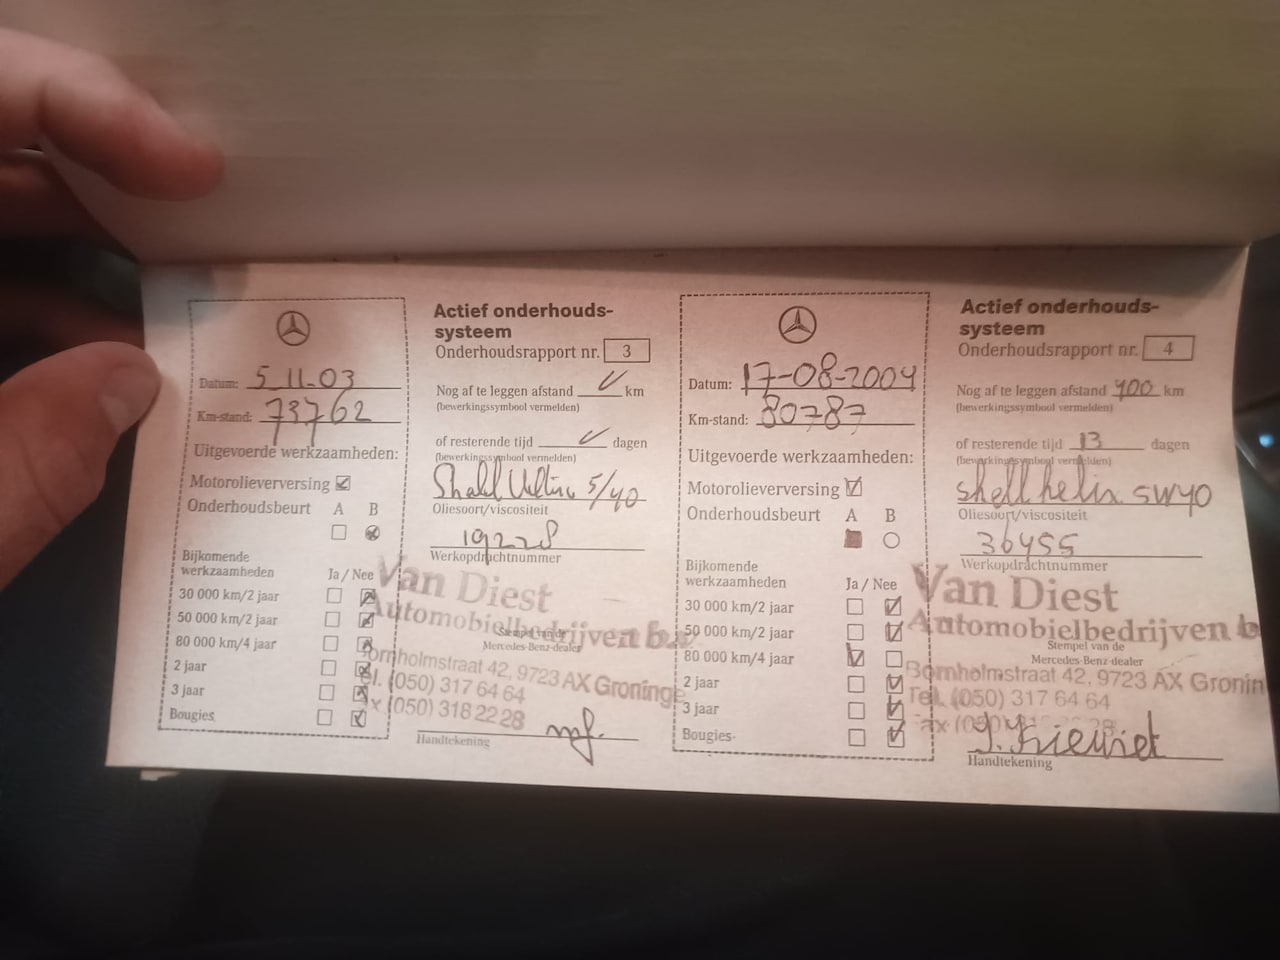 Datum: 5-11-03
Km-stand: 73762
Uitgevoerde werkzaamheden:
Motorolieverversing
Onderhoudsbeurt A B
Bijkomende
werkzaamheden Ja / Nee
30 000 km/2 jaar
50 000 km/2 jaar
80 000 km/4 jaar
2 jaar
3 jaar
Bougies
Actief onderhouds-
systeem
Onderhoudsrapport nr. 3
Nog af te leggen afstand km
(bewerkingssymbool vermelden)
of resterende tijd dagen
(bewerkingssymbool vermelden)
5/40
Oliesoort/viscositeit
19228
Werkopdrachtnummer
Van Diest
Automobielbedrijven b.v.
Stempel van de
Mercedes-Benz-dealer
Bornholmstraat 42, 9723 AX Groninge
Tel. (050) 317 64 64
Fax (050) 318 22 28
Handtekening
Datum: 17-08-2004
Km-stand: 80787
Uitgevoerde werkzaamheden:
Motorolieverversing
Onderhoudsbeurt A B
Bijkomende
werkzaamheden Ja / Nee
30 000 km/2 jaar
50 000 km/2 jaar
80 000 km/4 jaar
2 jaar
3 jaar
Bougies
Actief onderhouds-
systeem
Onderhoudsrapport nr. 4
Nog af te leggen afstand 400 km
(bewerkingssymbool vermelden)
of resterende tijd 13 dagen
(bewerkingssymbool vermelden)
shell helix 5w40
Oliesoort/viscositeit
36455
Werkopdrachtnummer
Van Diest
Automobielbedrijven b
Stempel van de
Mercedes-Benz-dealer
Bornholmstraat 42, 9723 AX Gronin
Tel. (050) 317 64 64
Handtekening